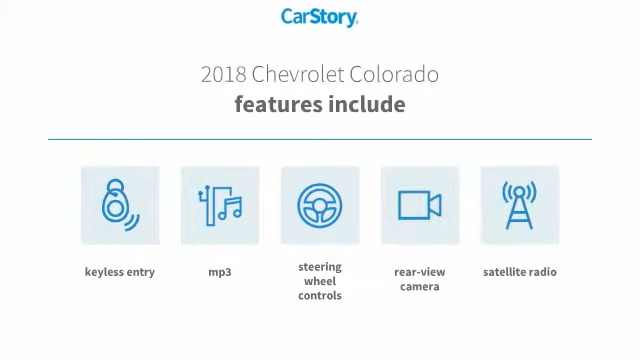 CarStory
2018 Chevrolet Colorado
features include
keyless entry
mp3
steering
wheel
controls
rear-view
camera
satellite radio